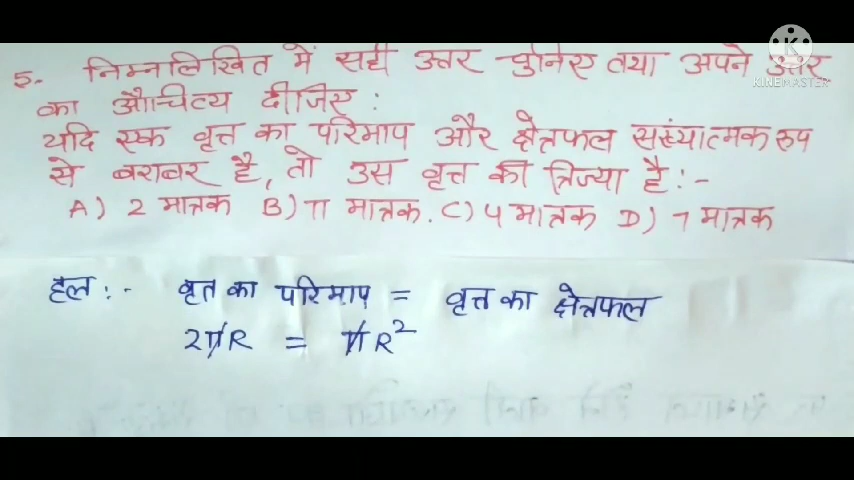 5. निम्नलिखित में सही उत्तर चुनिए तथा अपने उत्तर
का औचित्य दीजिए :
यदि एक वृत्त का परिमाप और क्षेत्रफल संख्यात्मक रुप
से बराबर है, तो उस वृत्त की त्रिज्या है :-
A) 2 मात्रक B) π मात्रक. C) 4 मात्रक D) 7 मात्रक
हल : - वृत का परिमाप = वृत्त का क्षेत्रफल
2πR = πR²
K
KINEMASTER